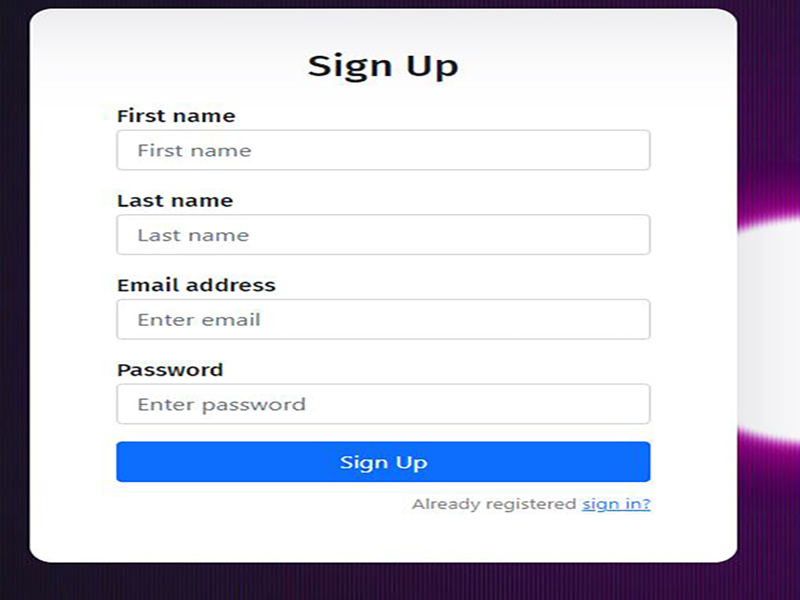 Sign Up
First name
First name
Last name
Last name
Email address
Enter email
Password
Enter password
Sign Up
Already registered sign in?